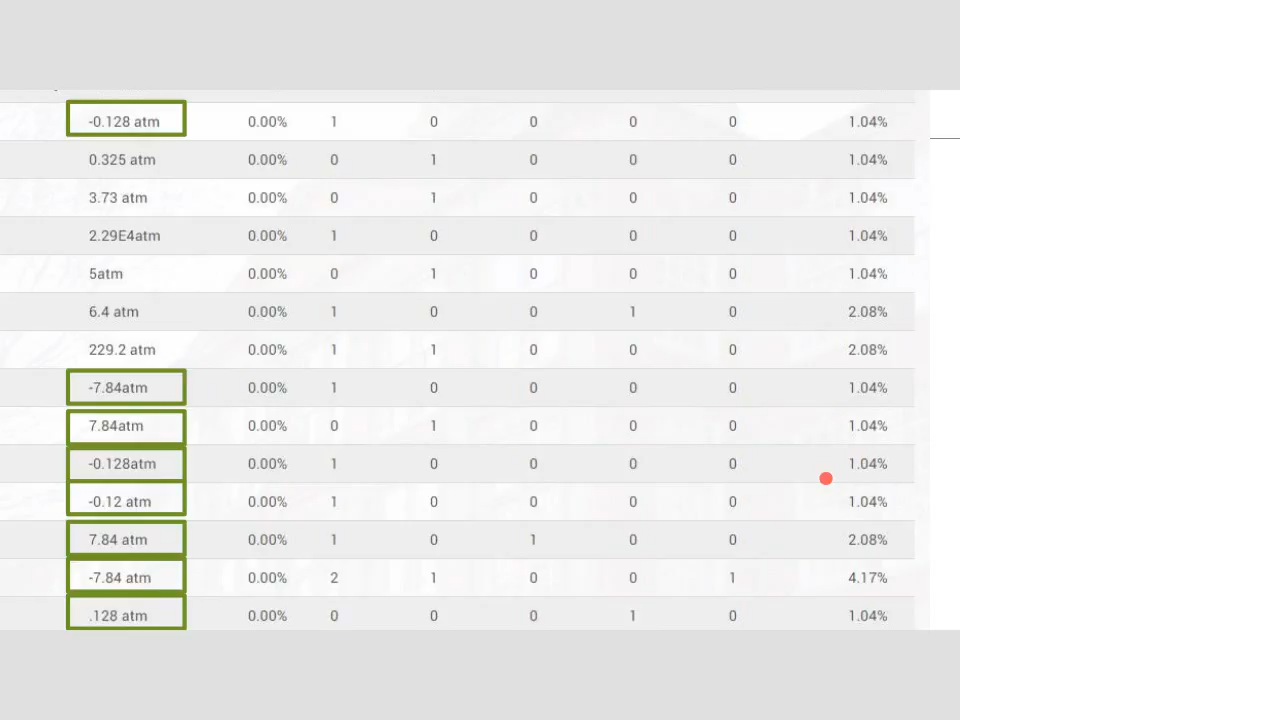 -0.128 atm 0.00% 1 0 0 0 0 1.04%
0.325 atm 0.00% 0 1 0 0 0 1.04%
3.73 atm 0.00% 0 1 0 0 0 1.04%
2.29E4atm 0.00% 1 0 0 0 0 1.04%
5atm 0.00% 0 1 0 0 0 1.04%
6.4 atm 0.00% 1 0 0 1 0 2.08%
229.2 atm 0.00% 1 1 0 0 0 2.08%
-7.84atm 0.00% 1 0 0 0 0 1.04%
7.84atm 0.00% 0 1 0 0 0 1.04%
-0.128atm 0.00% 1 0 0 0 0 1.04%
-0.12 atm 0.00% 1 0 0 0 0 1.04%
7.84 atm 0.00% 1 0 1 0 0 2.08%
-7.84 atm 0.00% 2 1 0 0 1 4.17%
.128 atm 0.00% 0 0 0 1 0 1.04%